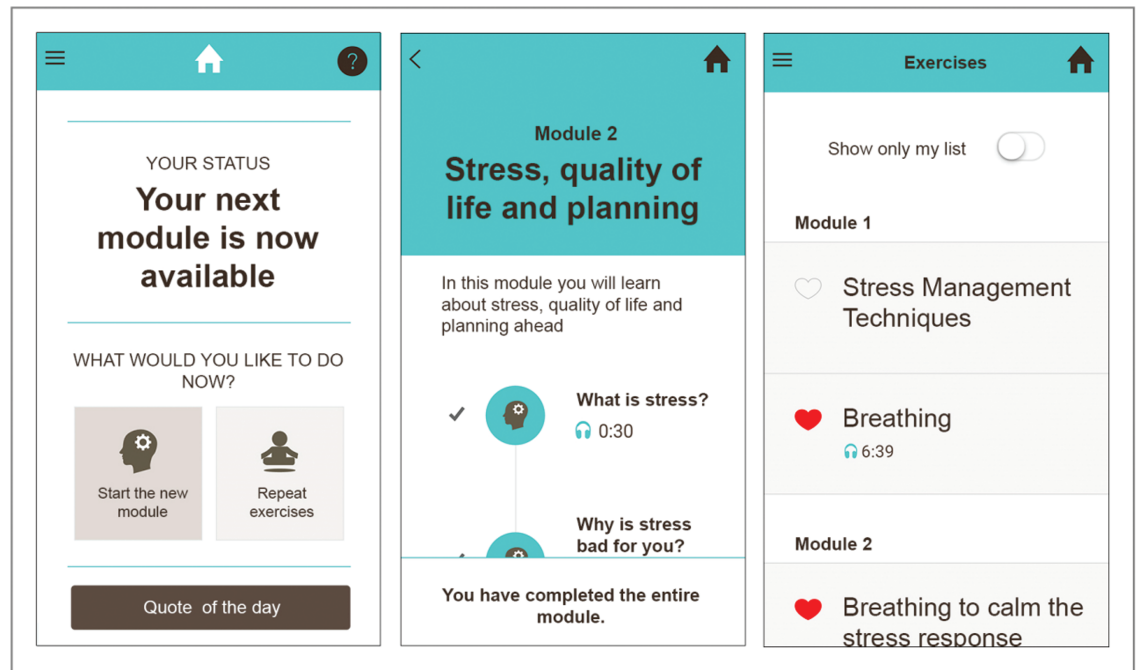 ?
YOUR STATUS
Your next
module is now
available
WHAT WOULD YOU LIKE TO DO
NOW?
Start the new
module
Repeat
exercises
Quote of the day
Module 2
Stress, quality of
life and planning
In this module you will learn
about stress, quality of life and
planning ahead
What is stress?
0:30
Why is stress
bad for you?
You have completed the entire
module.
Exercises
Show only my list
Module 1
Stress Management
Techniques
Breathing
6:39
Module 2
Breathing to calm the
stress response